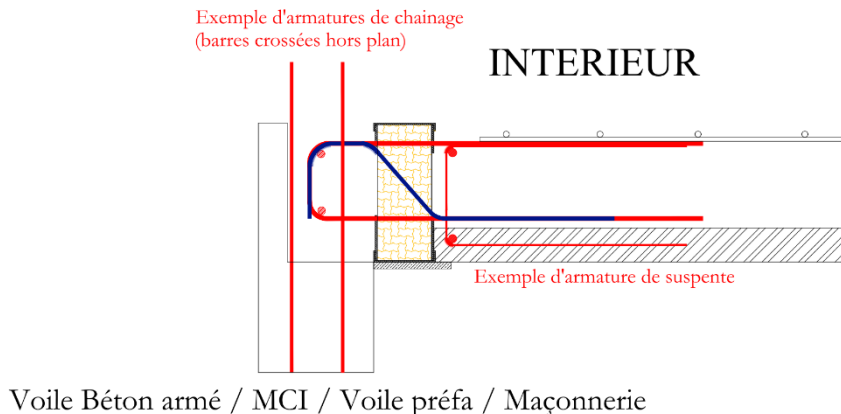 Exemple d'armatures de chainage
(barres crossées hors plan)
INTERIEUR
Exemple d'armature de suspente
Voile Béton armé / MCI / Voile préfa / Maçonnerie